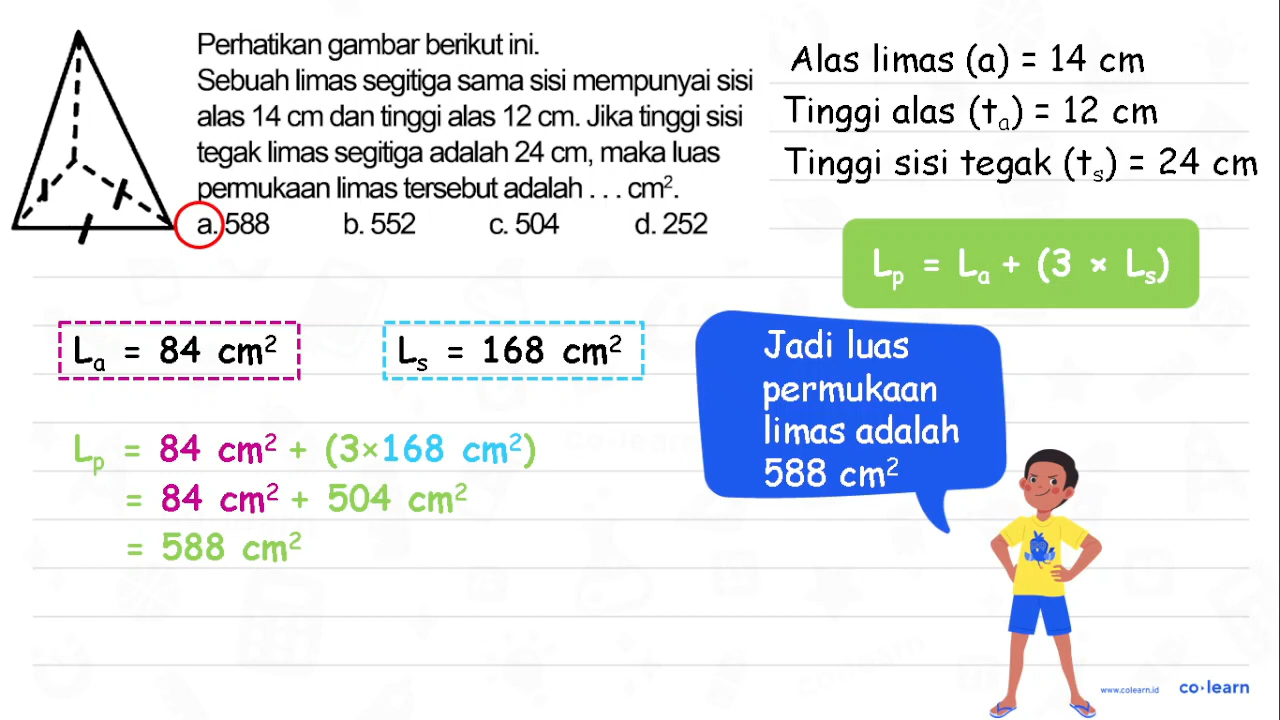 Perhatikan gambar berikut ini.
Sebuah limas segitiga sama sisi mempunyai sisi
alas 14 cm dan tinggi alas 12 cm. Jika tinggi sisi
tegak limas segitiga adalah 24 cm, maka luas
permukaan limas tersebut adalah . . . cm².
a. 588 b. 552 c. 504 d. 252
Alas limas (a) = 14 cm
Tinggi alas (tₐ) = 12 cm
Tinggi sisi tegak (tₛ) = 24 cm
Lₚ = Lₐ + (3 × Lₛ)
Lₐ = 84 cm²
Lₛ = 168 cm²
Lₚ = 84 cm² + (3×168 cm²)
= 84 cm² + 504 cm²
= 588 cm²
Jadi luas
permukaan
limas adalah
588 cm²
www.colearn.id
co·learn